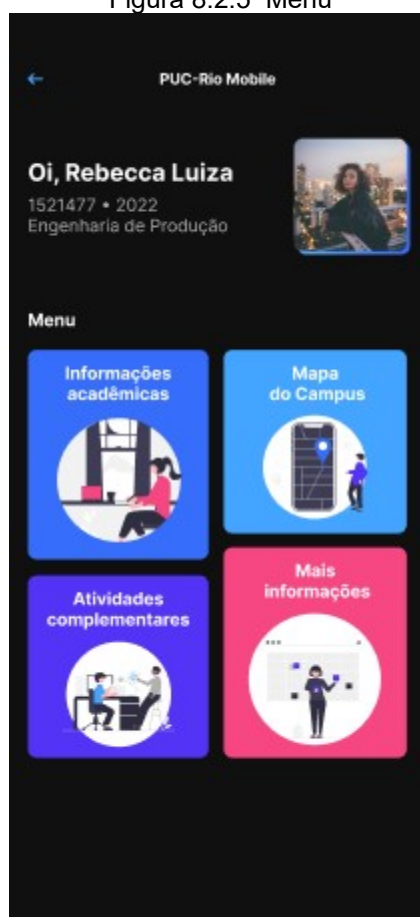 Figura 8.2.5 Menu
PUC-Rio Mobile
Oi, Rebecca Luiza
1521477 • 2022
Engenharia de Produção
Menu
Informações
acadêmicas
Mapa
do Campus
Atividades
complementares
Mais
informações